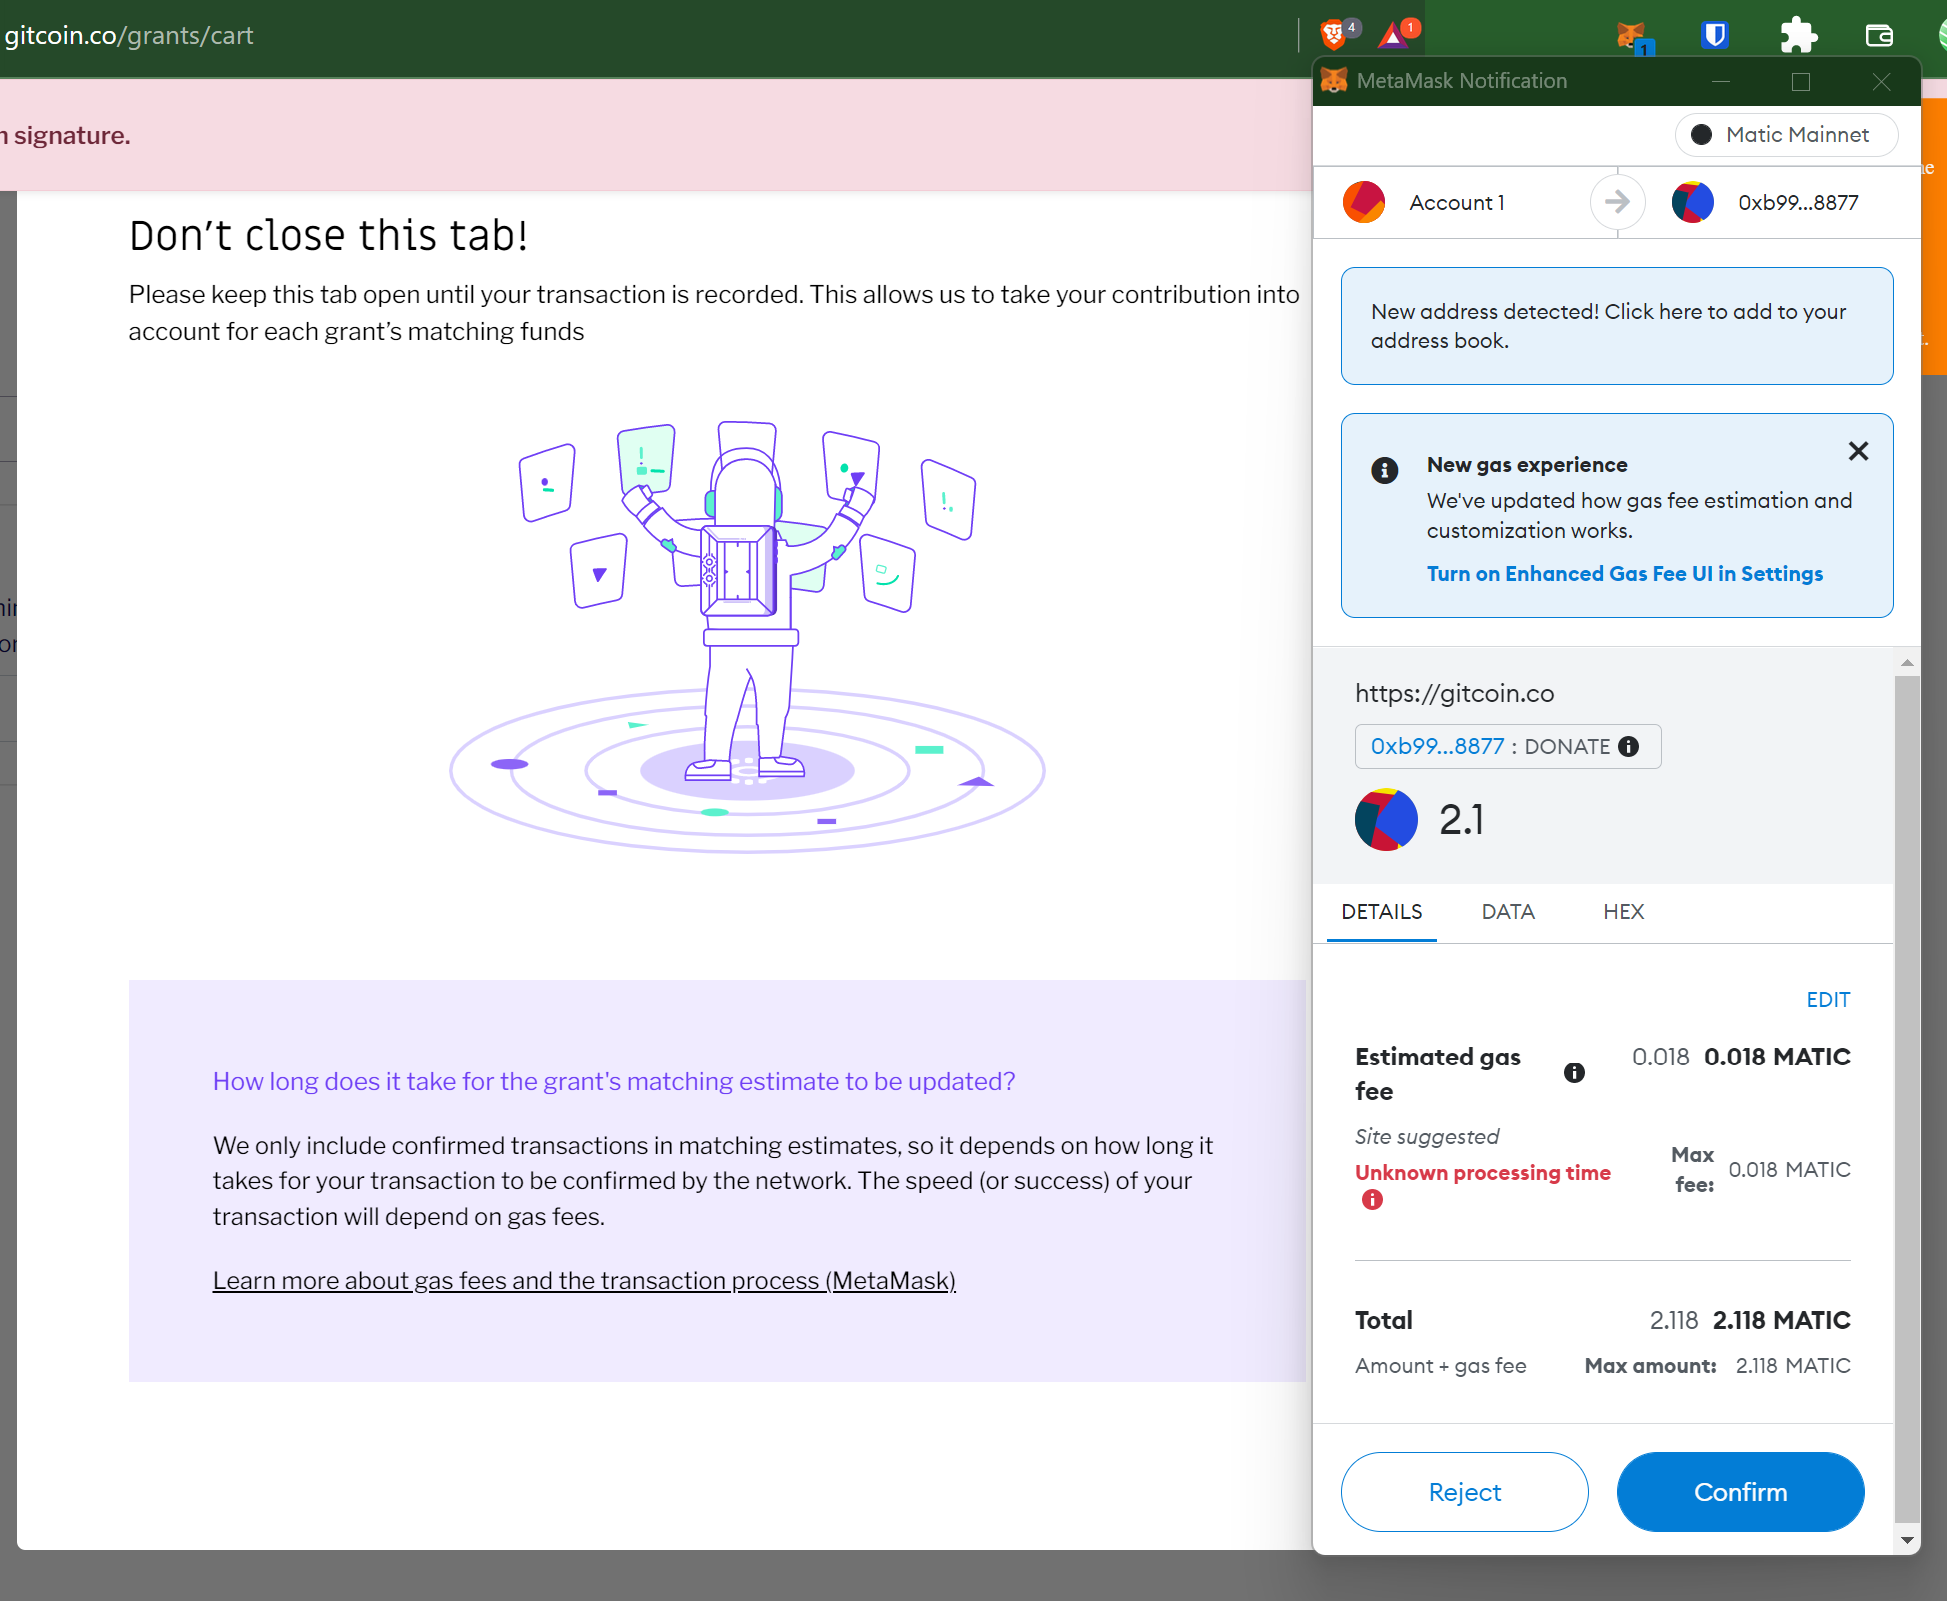 gitcoin.co/grants/cart
4
1
1
signature.
Don't close this tab!
Please keep this tab open until your transaction is recorded. This allows us to take your contribution into
account for each grant's matching funds
How long does it take for the grant's matching estimate to be updated?
We only include confirmed transactions in matching estimates, so it depends on how long it
takes for your transaction to be confirmed by the network. The speed (or success) of your
transaction will depend on gas fees.
Learn more about gas fees and the transaction process (MetaMask)
MetaMask Notification
Matic Mainnet
Account 1
0xb99...8877
New address detected! Click here to add to your
address book.
New gas experience
We've updated how gas fee estimation and
customization works.
Turn on Enhanced Gas Fee UI in Settings
https://gitcoin.co
0xb99...8877 : DONATE
2.1
DETAILS DATA HEX
EDIT
Estimated gas
fee
0.018 0.018 MATIC
Site suggested
Unknown processing time
Max
fee: 0.018 MATIC
Total 2.118 2.118 MATIC
Amount + gas fee Max amount: 2.118 MATIC
Reject Confirm